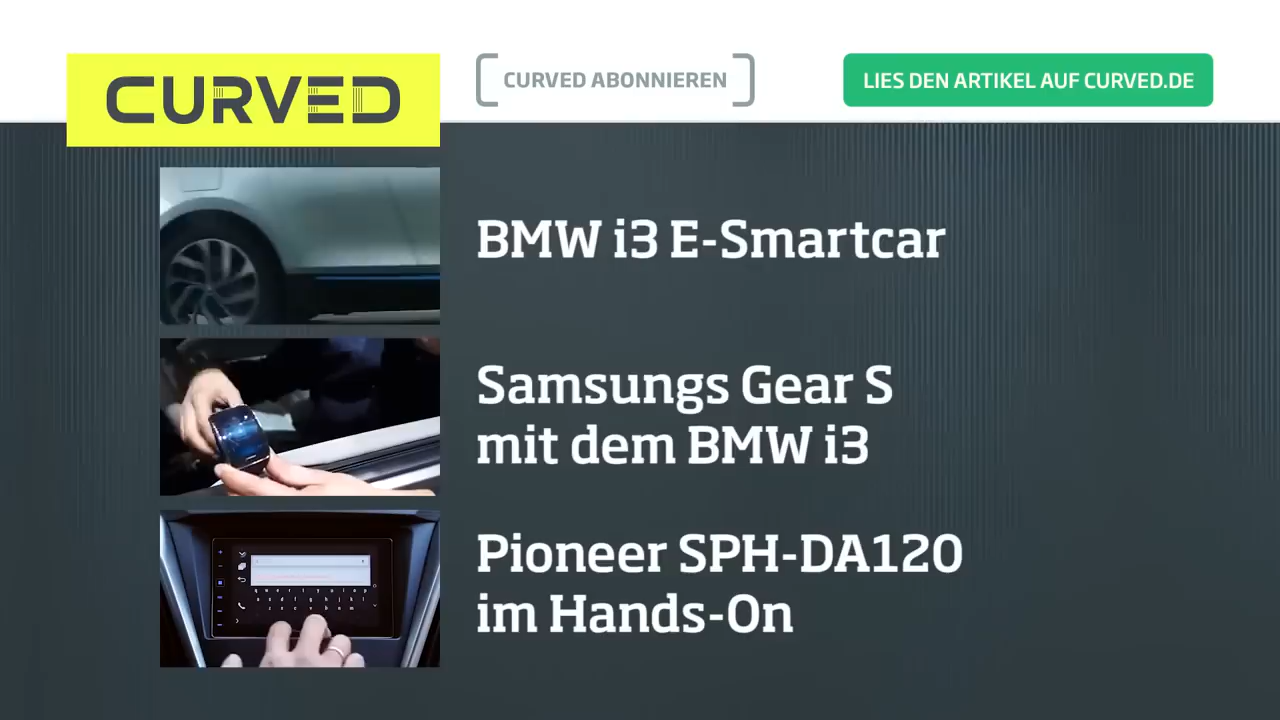 CURVED
CURVED ABONNIEREN
LIES DEN ARTIKEL AUF CURVED.DE
BMW i3 E-Smartcar
Samsungs Gear S
mit dem BMW i3
Pioneer SPH-DA120
im Hands-On